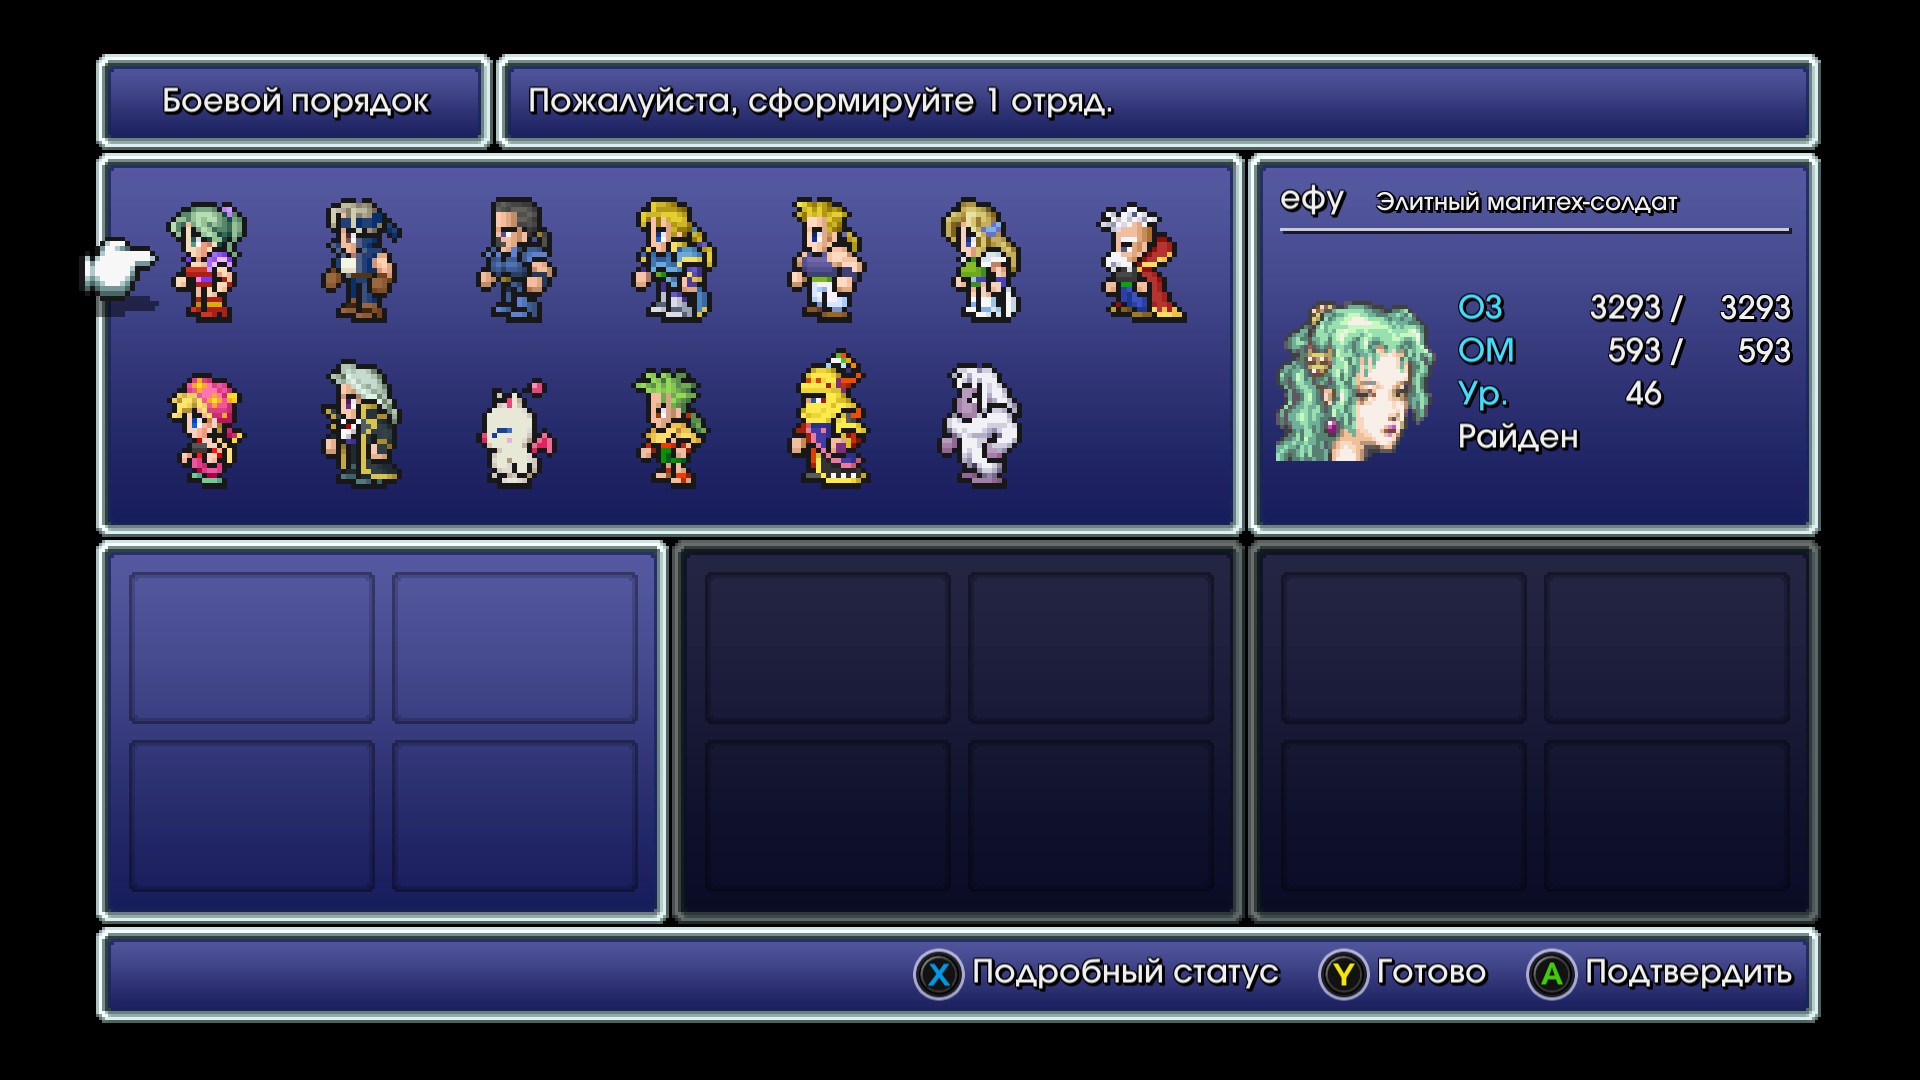 Боевой порядок
Пожалуйста, сформируйте 1 отряд.
ефу Элитный магитех-солдат
ОЗ 3293 / 3293
ОМ 593 / 593
Ур. 46
Райден
X Подробный статус Y Готово A Подтвердить